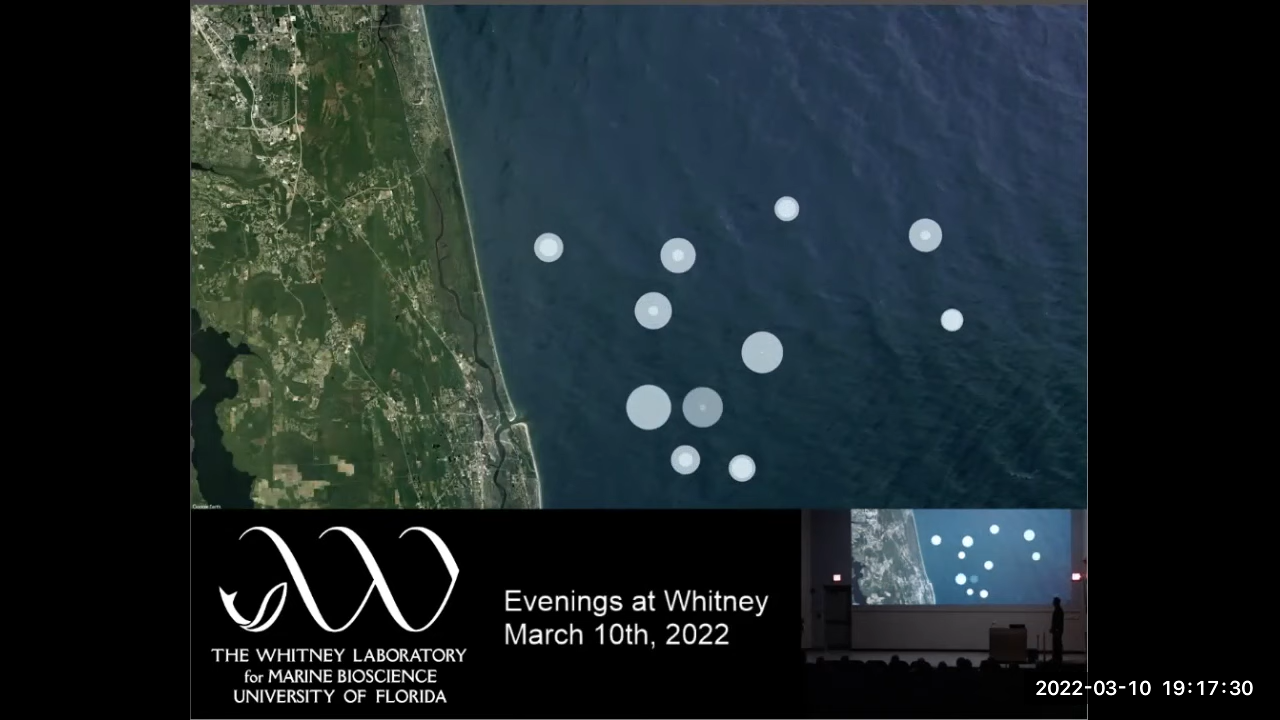 Evenings at Whitney
March 10th, 2022
THE WHITNEY LABORATORY
for MARINE BIOSCIENCE
UNIVERSITY OF FLORIDA
2022-03-10 19:17:30